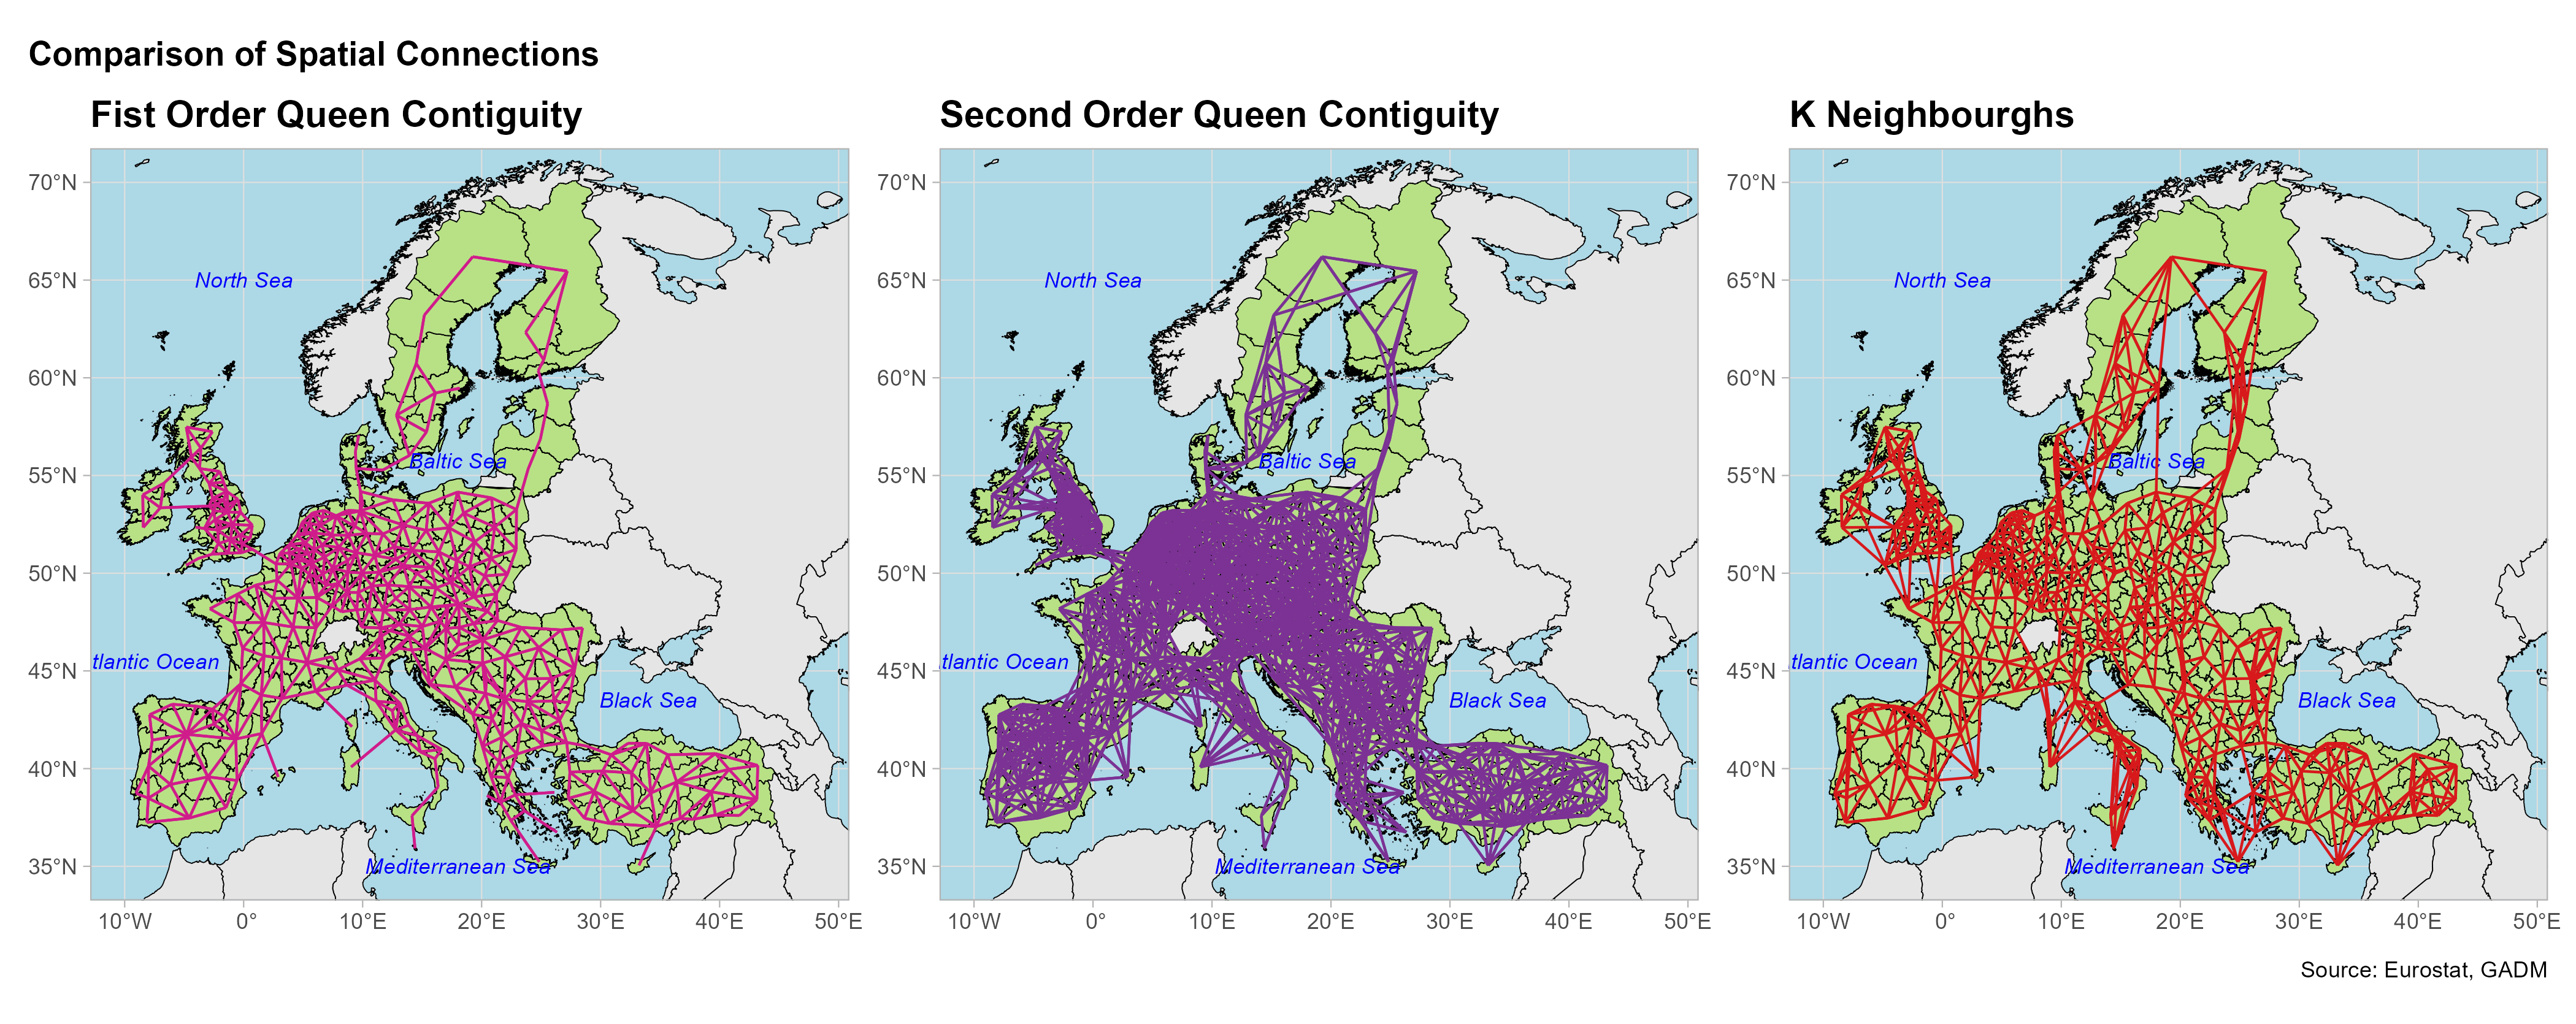 Comparison of Spatial Connections
Fist Order Queen Contiguity
Second Order Queen Contiguity
K Neighbourghs
70°N
65°N
60°N
55°N
50°N
45°N
40°N
35°N
North Sea
Baltic Sea
tlantic Ocean
Black Sea
Mediterranean Sea
10°W 0° 10°E 20°E 30°E 40°E 50°E
70°N
65°N
60°N
55°N
50°N
45°N
40°N
35°N
North Sea
Baltic Sea
tlantic Ocean
Black Sea
Mediterranean Sea
10°W 0° 10°E 20°E 30°E 40°E 50°E
70°N
65°N
60°N
55°N
50°N
45°N
40°N
35°N
North Sea
Baltic Sea
tlantic Ocean
Black Sea
Mediterranean Sea
10°W 0° 10°E 20°E 30°E 40°E 50°E
Source: Eurostat, GADM